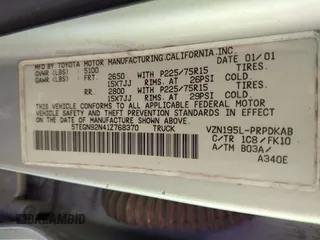 MFD. BY TOYOTA MOTOR MANUFACTURING, CALIFORNIA, INC. 01/01
GVWR (LBS): 5100
GAWR (LBS): FRT. 2650 WITH P225/75R15 TIRES.
15X7JJ RIMS. AT 26PSI COLD.
RR. 2800 WITH P225/75R15 TIRES.
15X7JJ RIMS. AT 29PSI COLD.
THIS VEHICLE CONFORMS TO ALL APPLICABLE FEDERAL MOTOR
VEHICLE SAFETY AND THEFT PREVENTION STANDARDS IN EFFECT
ON THE DATE OF MANUFACTURE SHOWN ABOVE.
5TEGN92N41Z768370 TRUCK VZN195L-PRPDKAB
C/TR 1C8/FK10
A/TM B03A/
A340E
DREAMBID